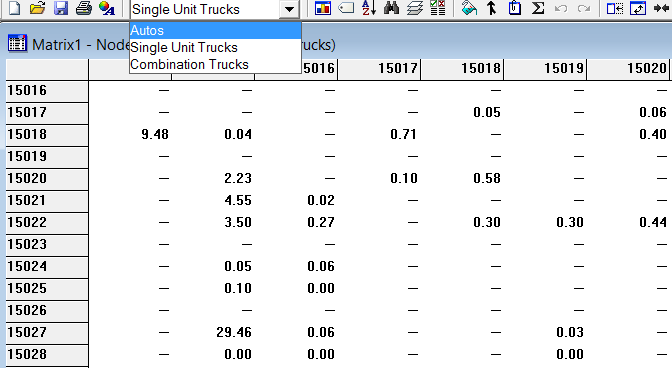 Single Unit Trucks
Autos
Matrix1 - Node rucks)
Single Unit Trucks
Combination Trucks
5016 15017 15018 15019 15020
15016 — — — — — — —
15017 — — — — 0.05 — 0.06
15018 9.48 0.04 — 0.71 — — 0.40
15019 — — — — — — —
15020 — 2.23 — 0.10 0.58 — —
15021 — 4.55 0.02 — — — —
15022 — 3.50 0.27 — 0.30 0.30 0.44
15023 — — — — — — —
15024 — 0.05 0.06 — — — —
15025 — 0.10 0.00 — — — —
15026 — — — — — — —
15027 — 29.46 0.06 — — 0.03 —
15028 — 0.00 0.00 — — 0.00 —